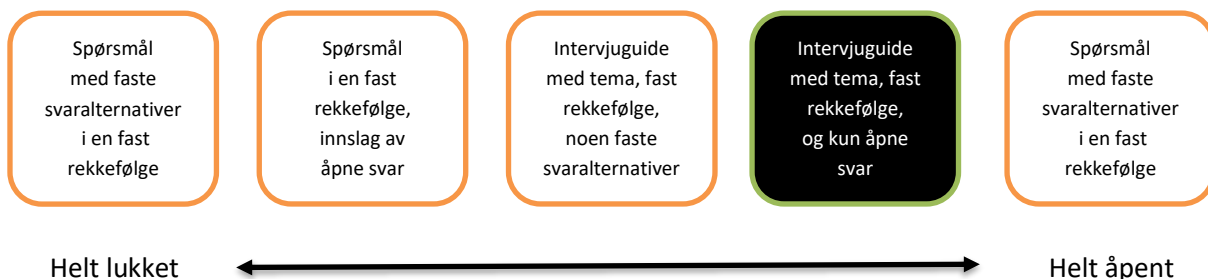 Spørsmål
med faste
svaralternativer
i en fast
rekkefølge
Spørsmål
i en fast
rekkefølge,
innslag av
åpne svar
Intervjuguide
med tema, fast
rekkefølge,
noen faste
svaralternativer
Intervjuguide
med tema, fast
rekkefølge,
og kun åpne
svar
Spørsmål
med faste
svaralternativer
i en fast
rekkefølge
Helt lukket
Helt åpent